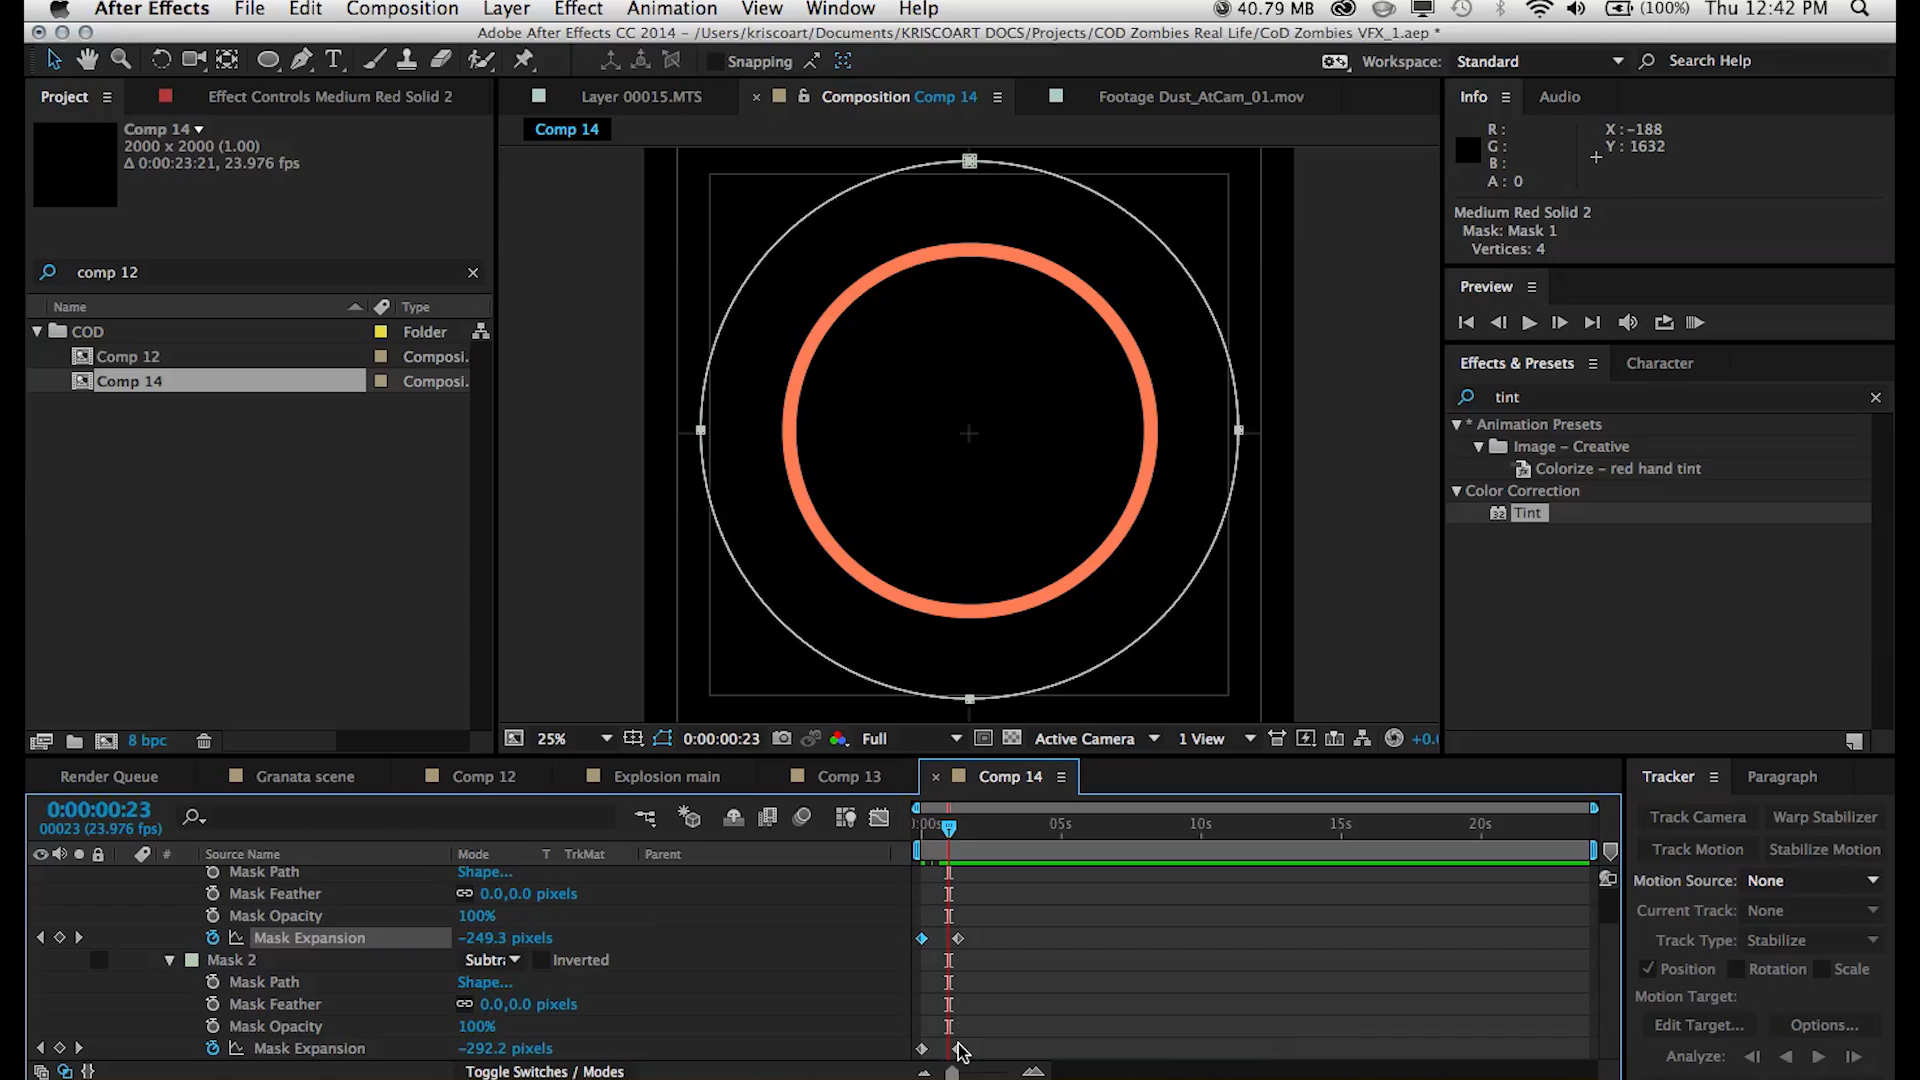 After Effects File Edit Composition Layer Effect Animation View Window Help 40.79 MB (100%) Thu 12:42 PM
Adobe After Effects CC 2014 – /Users/kriscoart/Documents/KRISCOART DOCS/Projects/COD Zombies Real Life/CoD Zombies VFX_1.aep *
Snapping Workspace: Standard Search Help
Project Effect Controls Medium Red Solid 2 Layer 00015.MTS × Composition Comp 14 Footage Dust_AtCam_01.mov Info Audio
Comp 14
2000 x 2000 (1.00)
Δ 0:00:23:21, 23.976 fps
Comp 14
R:
G:
B:
A: 0
X: -188
Y: 1632
Medium Red Solid 2
Mask: Mask 1
Vertices: 4
comp 12
Name Type
COD Folder
Comp 12 Composi.
Comp 14 Composi.
Preview
Effects & Presets Character
tint
* Animation Presets
Image – Creative
Colorize – red hand tint
Color Correction
32 Tint
8 bpc
25% 0:00:00:23 Full Active Camera 1 View +0.
Render Queue Granata scene Comp 12 Explosion main Comp 13 × Comp 14
Tracker Paragraph
0:00:00:23
00023 (23.976 fps)
):00s 05s 10s 15s 20s
# Source Name Mode T TrkMat Parent
Mask Path Shape...
Mask Feather 0.0,0.0 pixels
Mask Opacity 100%
Mask Expansion -249.3 pixels
Mask 2 Subtra Inverted
Mask Path Shape...
Mask Feather 0.0,0.0 pixels
Mask Opacity 100%
Mask Expansion -292.2 pixels
Toggle Switches / Modes
Track Camera Warp Stabilizer
Track Motion Stabilize Motion
Motion Source: None
Current Track: None
Track Type: Stabilize
Position Rotation Scale
Motion Target:
Edit Target... Options...
Analyze: